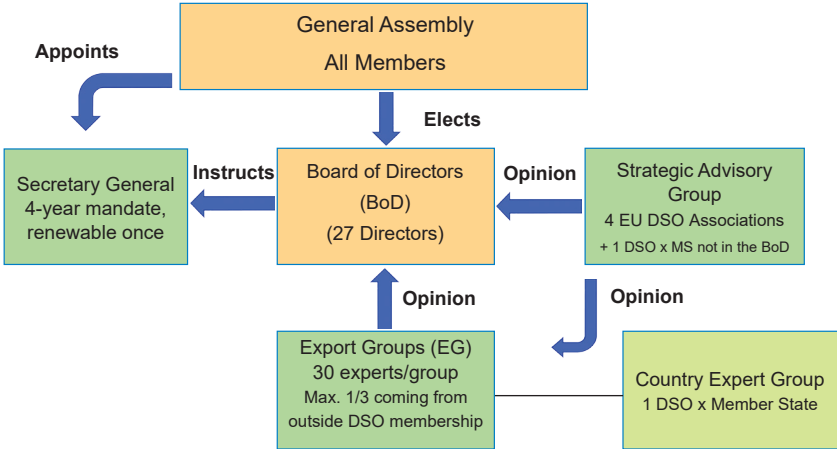 General Assembly
All Members
Appoints
Elects
Secretary General
4-year mandate,
renewable once
Instructs
Board of Directors
(BoD)
(27 Directors)
Opinion
Strategic Advisory
Group
4 EU DSO Associations
+ 1 DSO x MS not in the BoD
Opinion
Opinion
Export Groups (EG)
30 experts/group
Max. 1/3 coming from
outside DSO membership
Country Expert Group
1 DSO x Member State